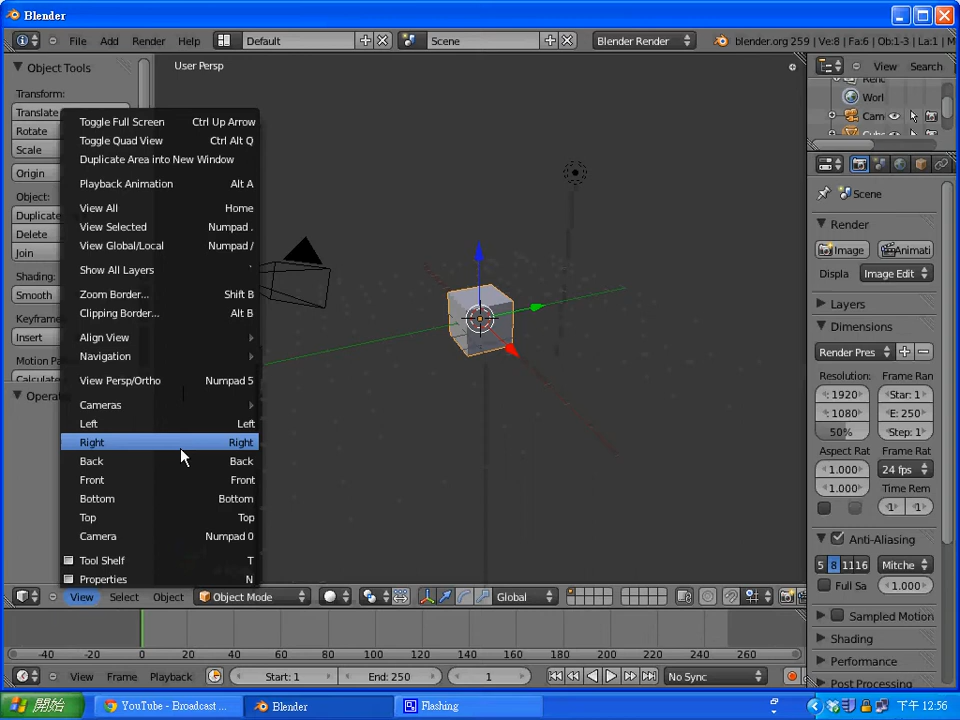 Blender
File Add Render Help Default Scene Blender Render blender.org 259 | Ve:8 | Fa:6 | Ob:1-3 | La:1 | M
Object Tools
Transform:
Translate
Rotate
Scale
Origin
Object:
Duplicate
Delete
Join
Shading:
Smooth
Keyframe
Insert
Motion Pat
Calculate
Opera
User Persp
Toggle Full Screen Ctrl Up Arrow
Toggle Quad View Ctrl Alt Q
Duplicate Area into New Window
Playback Animation Alt A
View All Home
View Selected Numpad .
View Global/Local Numpad /
Show All Layers `
Zoom Border... Shift B
Clipping Border... Alt B
Align View
Navigation
View Persp/Ortho Numpad 5
Cameras
Left Left
Right Right
Back Back
Front Front
Bottom Bottom
Top Top
Camera Numpad 0
Tool Shelf T
Properties N
View Select Object Object Mode Global
View Search
Worl
Cam
Scene
Render
Image Animati
Displa Image Edit
Layers
Dimensions
Render Pres
Resolution: Frame Ran
: 1920 Star: 1
: 1080 E: 250
50% Step: 1
Aspect Rat Frame Rat
1.000 24 fps
1.000 Time Rem
1 1
Anti-Aliasing
5 8 11 16 Mitche
Full Sa 1.000
Sampled Motion
Shading
Performance
Post Processing
-40 -20 0 20 40 60 80 100 120 140 160 180 200 220 240 260
View Frame Playback Start: 1 End: 250 1 No Sync
開始 YouTube - Broadcast ... Blender Flashing 下午 12:56